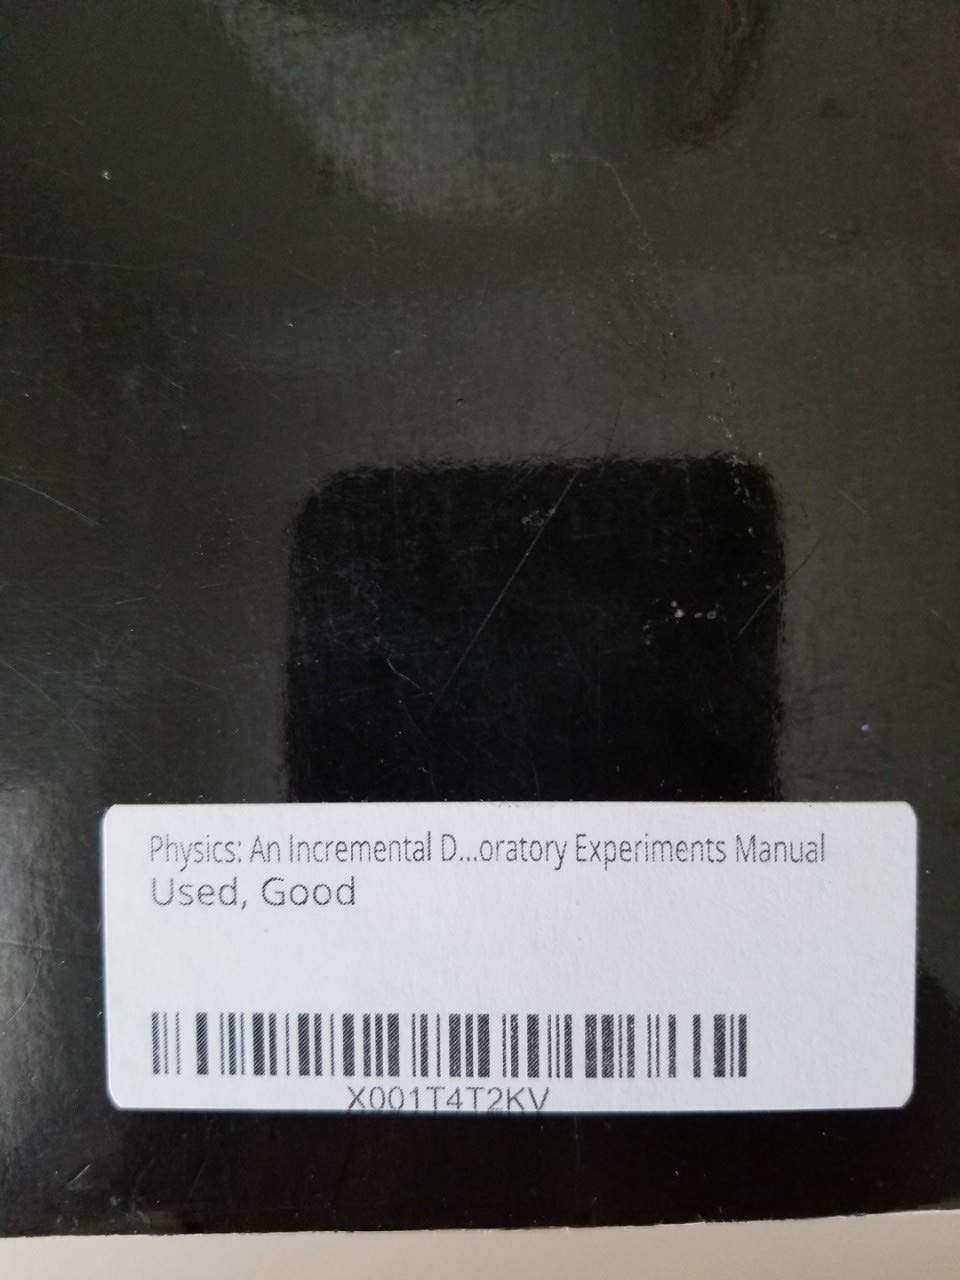 Physics: An Incremental D...oratory Experiments Manual
Used, Good
X001T4T2KV